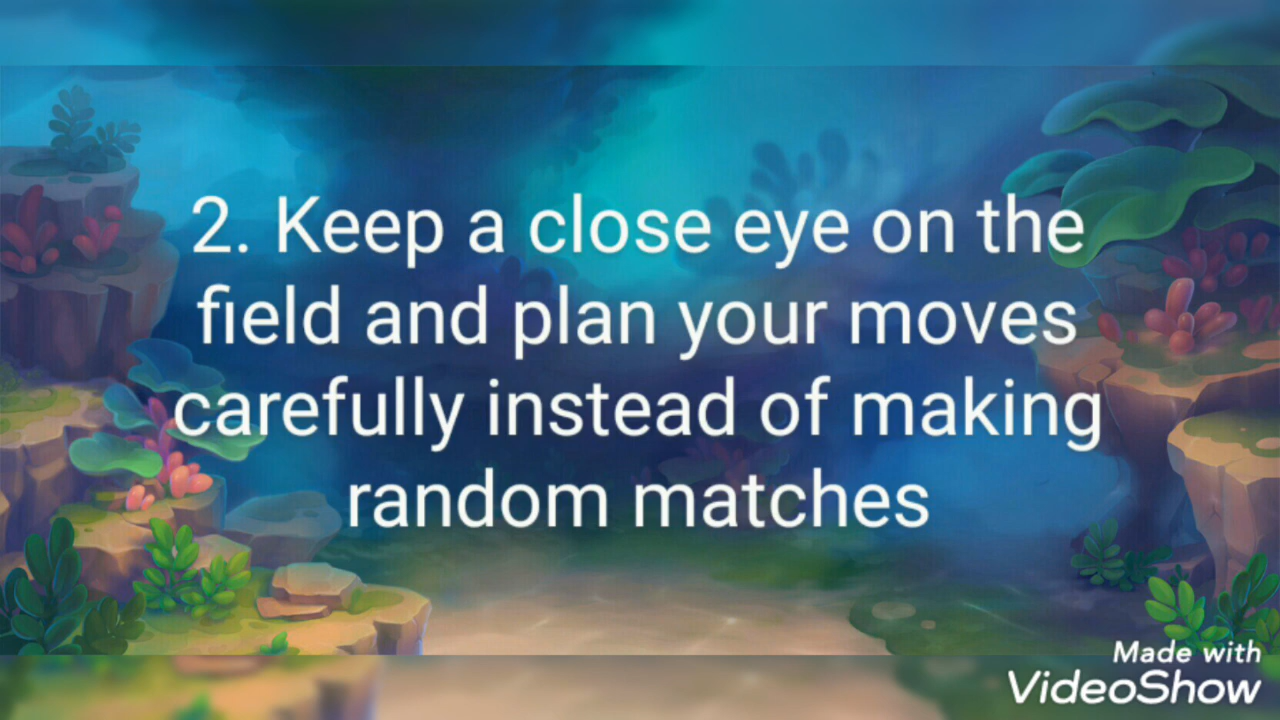 2. Keep a close eye on the
field and plan your moves
carefully instead of making
random matches
Made with
VideoShow